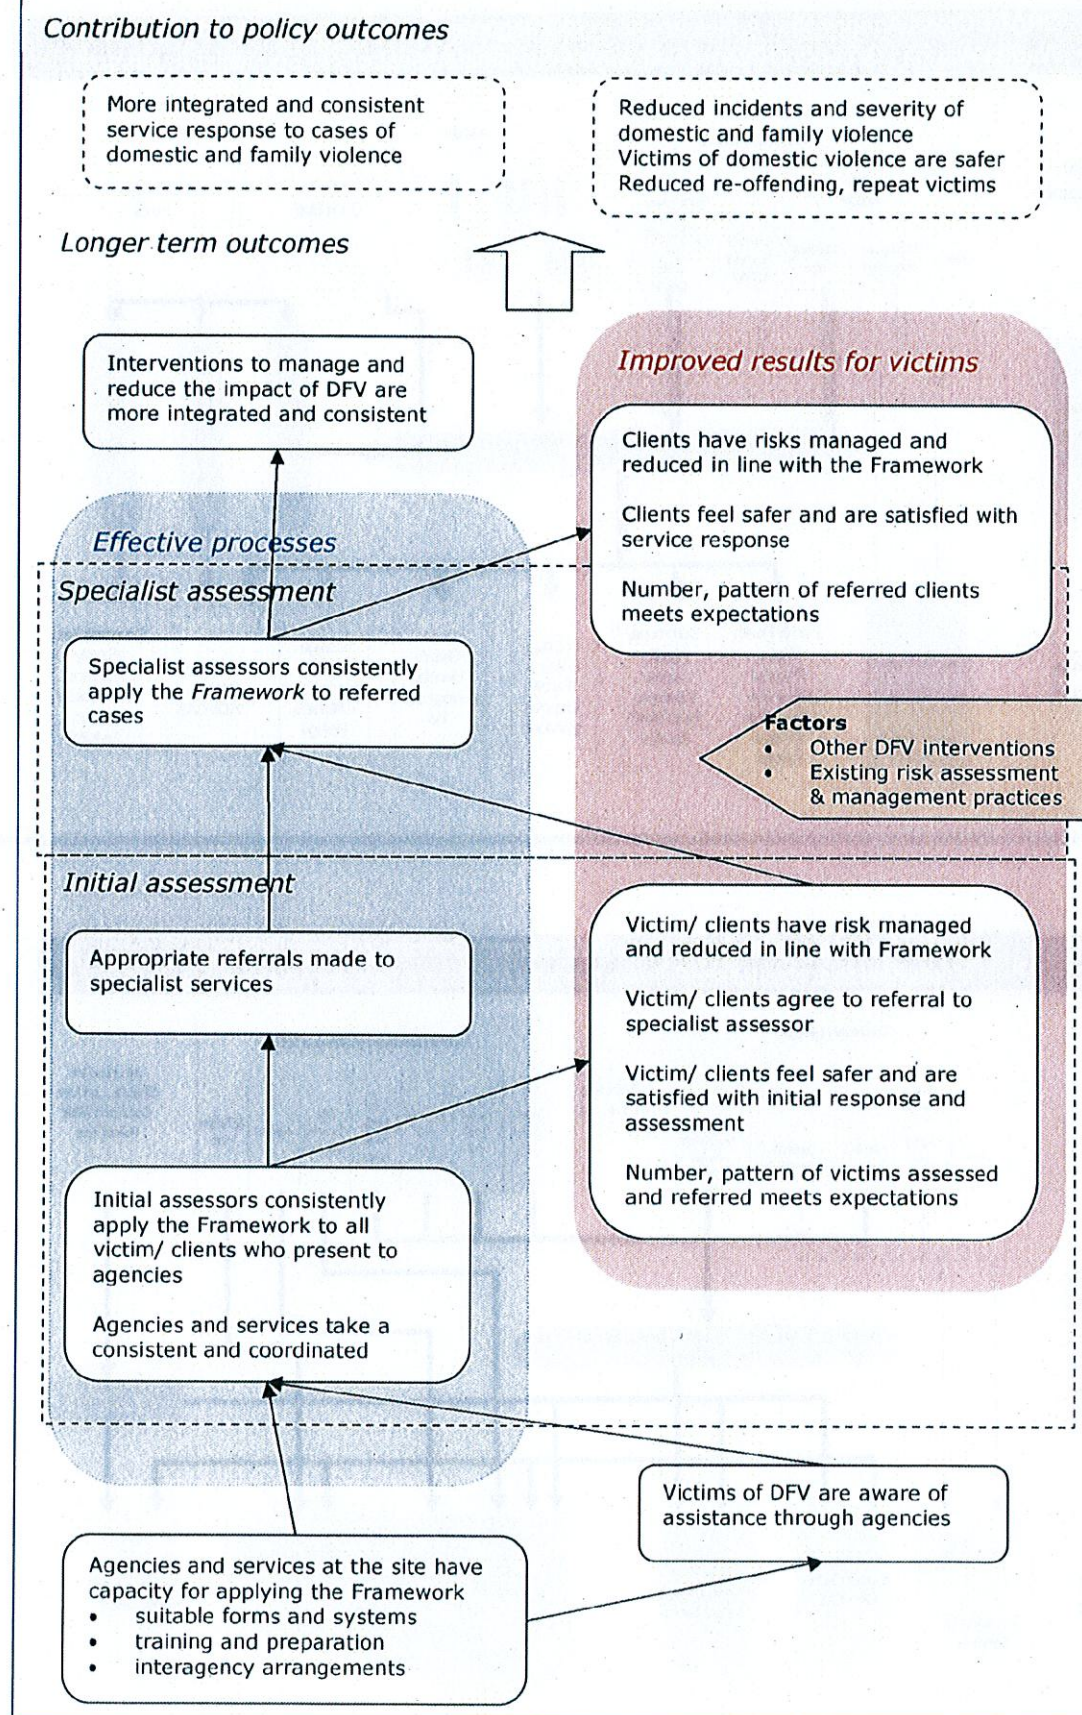 Contribution to policy outcomes
More integrated and consistent
service response to cases of
domestic and family violence
Reduced incidents and severity of
domestic and family violence
Victims of domestic violence are safer
Reduced re-offending, repeat victims
Longer term outcomes
Interventions to manage and
reduce the impact of DFV are
more integrated and consistent
Improved results for victims
Clients have risks managed and
reduced in line with the Framework
Clients feel safer and are satisfied with
service response
Number, pattern of referred clients
meets expectations
Effective processes
Specialist assessment
Specialist assessors consistently
apply the Framework to referred
cases
Factors
• Other DFV interventions
• Existing risk assessment
& management practices
Initial assessment
Appropriate referrals made to
specialist services
Victim/ clients have risk managed
and reduced in line with Framework
Victim/ clients agree to referral to
specialist assessor
Victim/ clients feel safer and are
satisfied with initial response and
assessment
Number, pattern of victims assessed
and referred meets expectations
Initial assessors consistently
apply the Framework to all
victim/ clients who present to
agencies
Agencies and services take a
consistent and coordinated
Victims of DFV are aware of
assistance through agencies
Agencies and services at the site have
capacity for applying the Framework
• suitable forms and systems
• training and preparation
• interagency arrangements